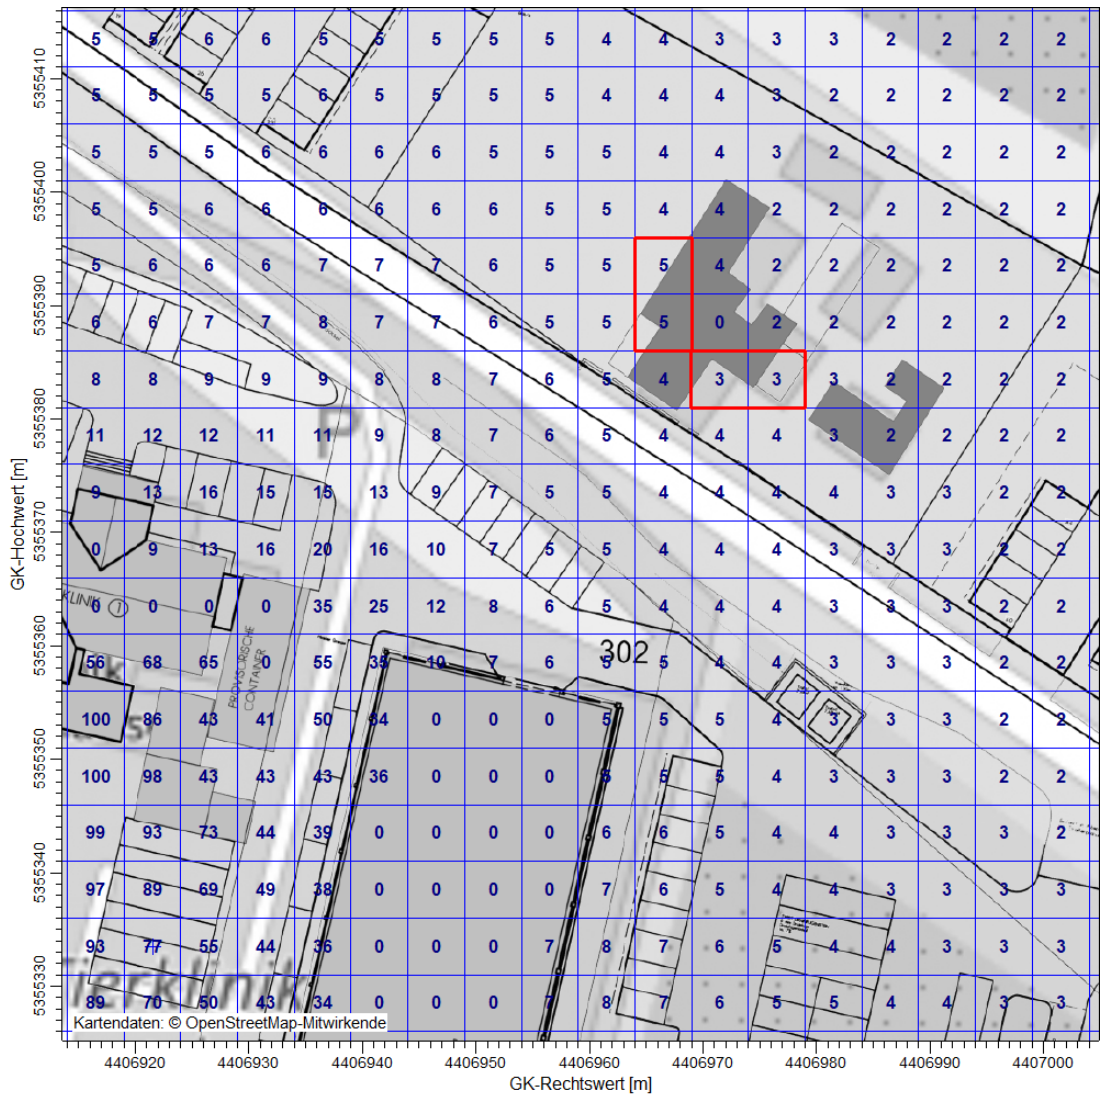 5 5 6 6 5 5 5 5 5 4 4 3 3 3 2 2 2 2
5355410
5 5 5 5 6 5 5 5 5 4 4 4 3 2 2 2 2 2
5 5 5 6 6 6 6 5 5 5 4 4 3 2 2 2 2 2
5355400
5 5 6 6 6 6 6 6 5 5 4 4 2 2 2 2 2 2
5 6 6 6 7 7 7 6 5 5 5 4 2 2 2 2 2 2
5355390
6 6 7 7 8 7 7 6 5 5 5 0 2 2 2 2 2 2
8 8 9 9 9 8 8 7 6 5 4 3 3 3 2 2 2 2
5355380
P
11 12 12 11 11 9 8 7 6 5 4 4 4 3 2 2 2 2
9 13 16 15 15 13 9 7 5 5 4 4 4 4 3 3 2 2
5355370
GK-Hochwert [m]
0 9 13 16 20 16 10 7 5 5 4 4 4 3 3 3 2 2
KLINIK 1
0 0 0 0 35 25 12 8 6 5 4 4 4 3 3 3 2 2
5355360
302
PROVISORISCHE
CONTAINER
56 68 65 0 55 35 10 7 6 5 5 4 4 3 3 3 2 2
100 86 43 41 50 34 0 0 0 5 5 5 4 3 3 3 2 2
5355350
100 98 43 43 43 36 0 0 0 5 5 5 4 3 3 3 2 2
99 93 73 44 39 0 0 0 0 6 6 5 4 4 3 3 3 2
5355340
97 89 69 49 38 0 0 0 0 7 6 5 4 4 3 3 3 3
93 77 55 44 36 0 0 0 7 8 7 6 5 4 4 3 3 3
5355330
Tierklinik
89 70 50 43 34 0 0 0 7 8 7 6 5 5 4 4 3 3
Kartendaten: © OpenStreetMap-Mitwirkende
4406920 4406930 4406940 4406950 4406960 4406970 4406980 4406990 4407000
GK-Rechtswert [m]